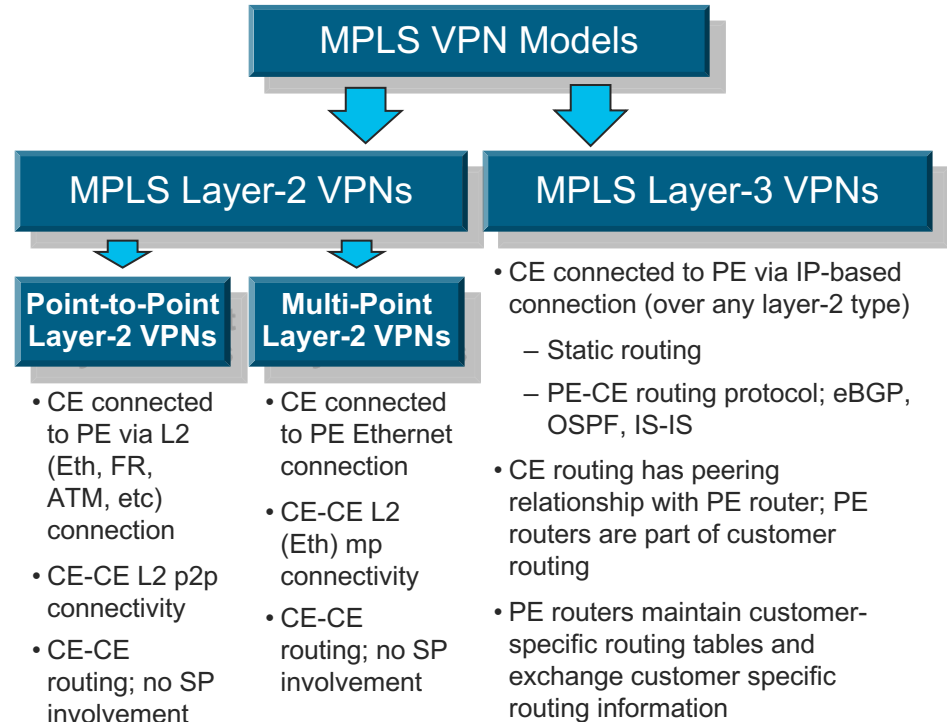 MPLS VPN Models
MPLS Layer-2 VPNs
MPLS Layer-3 VPNs
Point-to-Point
Layer-2 VPNs
• CE connected
to PE via L2
(Eth, FR,
ATM, etc)
connection
• CE-CE L2 p2p
connectivity
• CE-CE
routing; no SP
involvement
Multi-Point
Layer-2 VPNs
• CE connected
to PE Ethernet
connection
• CE-CE L2
(Eth) mp
connectivity
• CE-CE
routing; no SP
involvement
• CE connected to PE via IP-based
connection (over any layer-2 type)
– Static routing
– PE-CE routing protocol; eBGP,
OSPF, IS-IS
• CE routing has peering
relationship with PE router; PE
routers are part of customer
routing
• PE routers maintain customer-
specific routing tables and
exchange customer specific
routing information